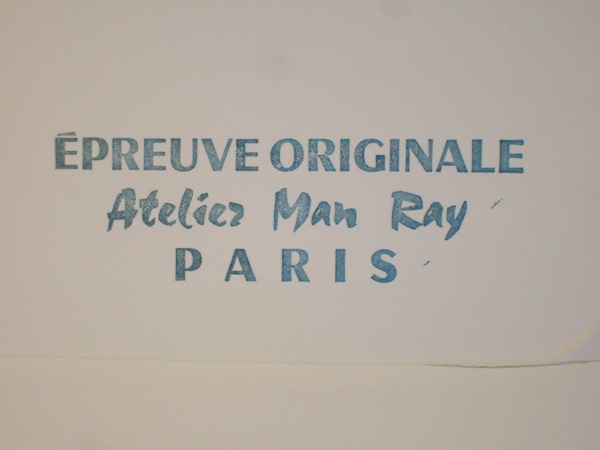 ÉPREUVE ORIGINALE
Atelier Man Ray
PARIS